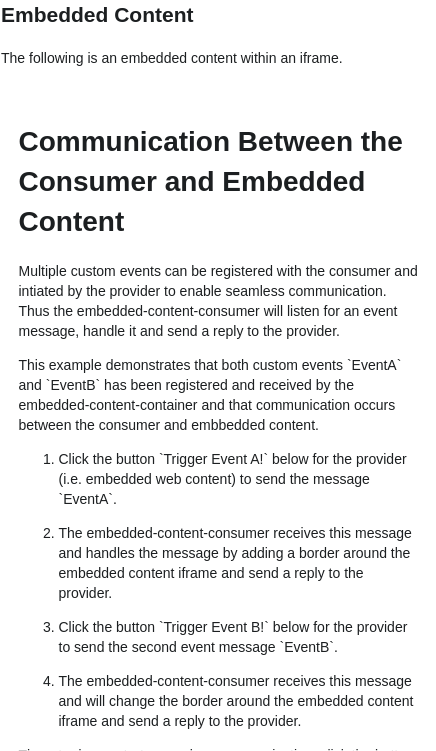 Embedded Content
The following is an embedded content within an iframe.
Communication Between the
Consumer and Embedded
Content
Multiple custom events can be registered with the consumer and
intiated by the provider to enable seamless communication.
Thus the embedded-content-consumer will listen for an event
message, handle it and send a reply to the provider.
This example demonstrates that both custom events `EventA`
and `EventB` has been registered and received by the
embedded-content-container and that communication occurs
between the consumer and embbedded content.
1. Click the button `Trigger Event A!` below for the provider
(i.e. embedded web content) to send the message
`EventA`.
2. The embedded-content-consumer receives this message
and handles the message by adding a border around the
embedded content iframe and send a reply to the
provider.
3. Click the button `Trigger Event B!` below for the provider
to send the second event message `EventB`.
4. The embedded-content-consumer receives this message
and will change the border around the embedded content
iframe and send a reply to the provider.